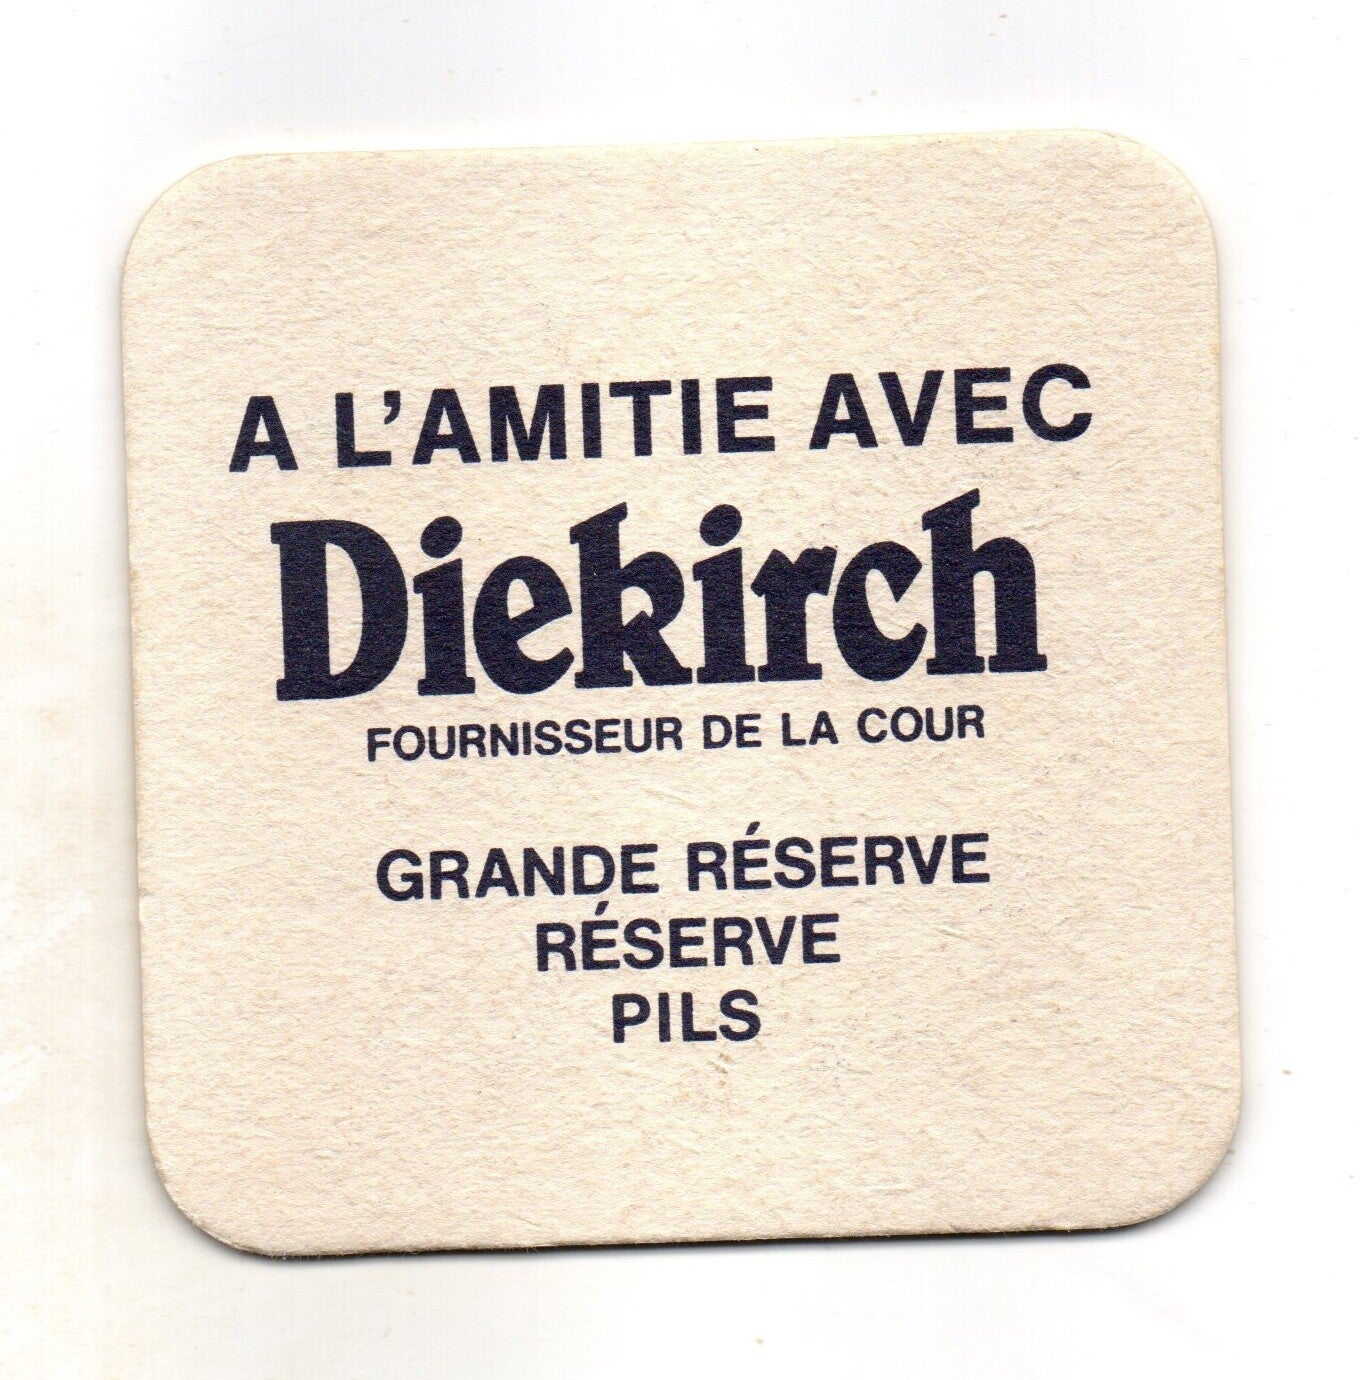 A L'AMITIE AVEC
Diekirch
FOURNISSEUR DE LA COUR
GRANDE RÉSERVE
RÉSERVE
PILS